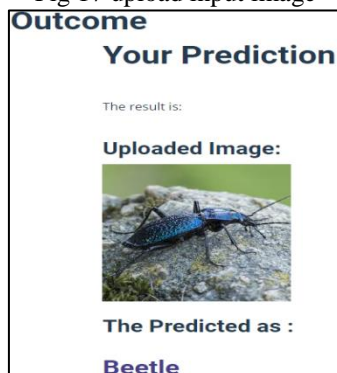 Outcome
Your Prediction
The result is:
Uploaded Image:
The Predicted as :
Beetle